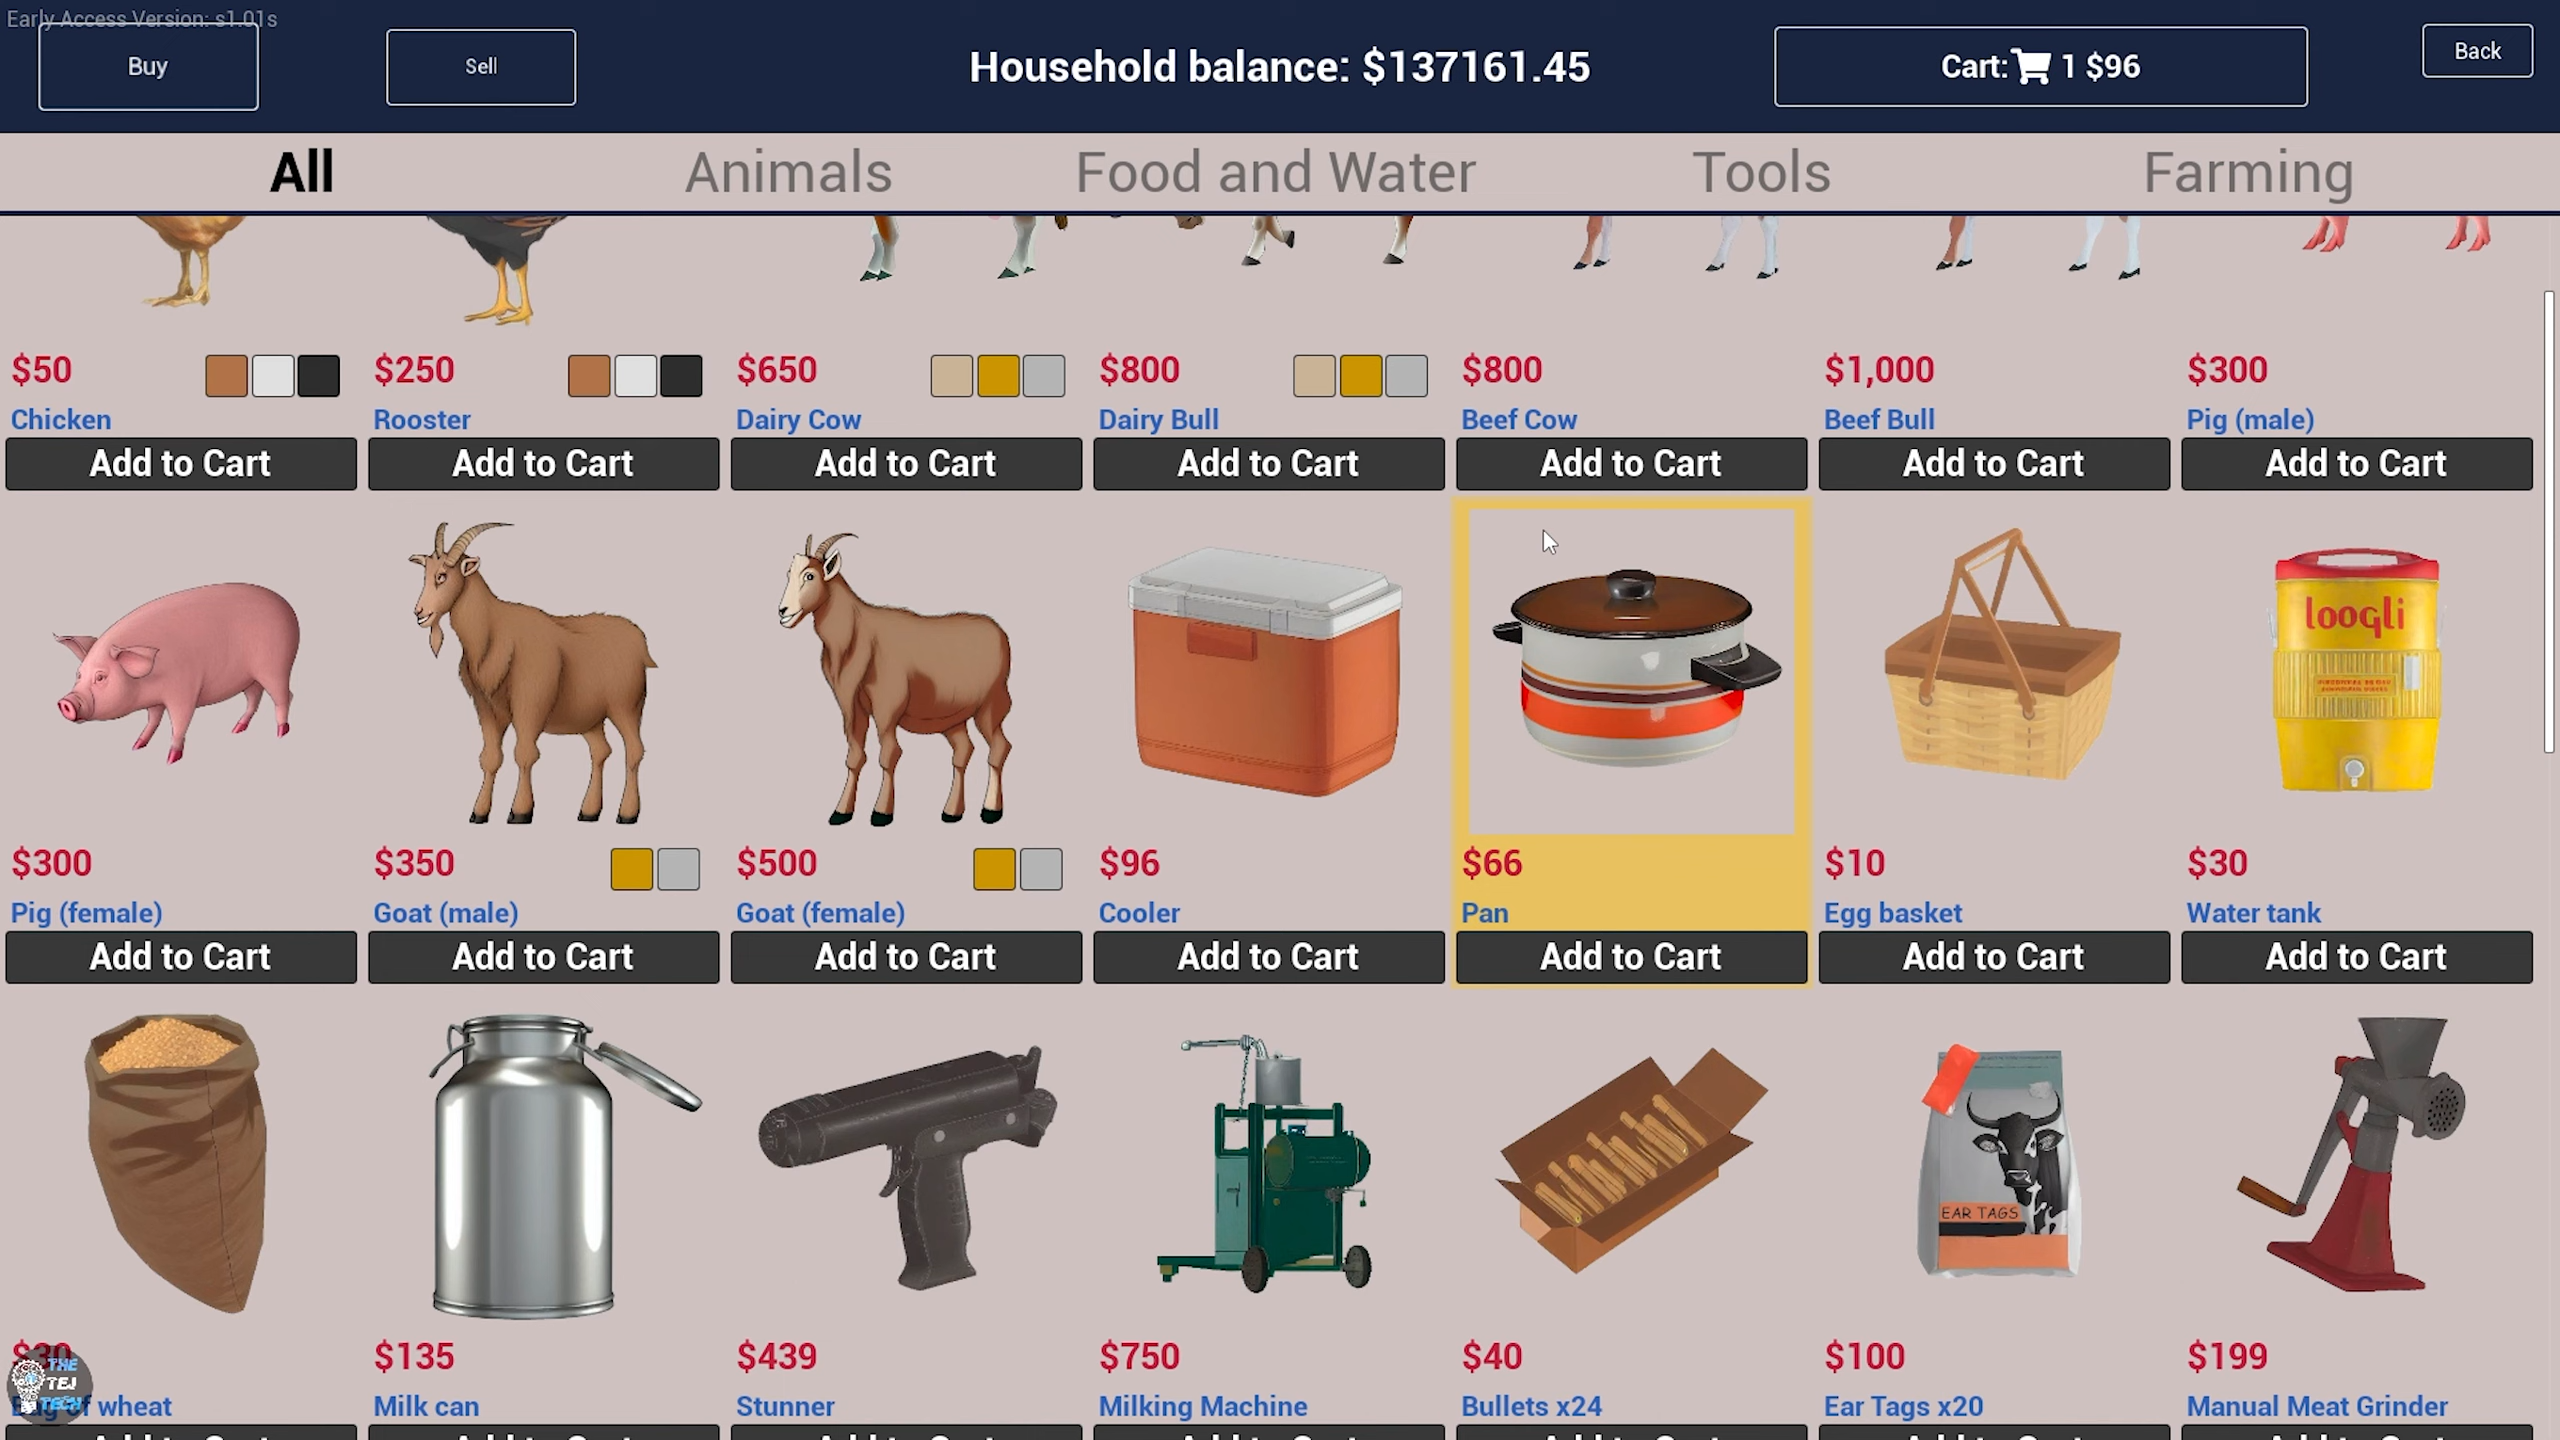 Early Access Version: s1.01s
Buy
Sell
Household balance: $137161.45
Cart: 1 $96
Back
All
Animals
Food and Water
Tools
Farming
$50
$250
$650
$800
$800
$1,000
$300
Chicken
Rooster
Dairy Cow
Dairy Bull
Beef Cow
Beef Bull
Pig (male)
Add to Cart
Add to Cart
Add to Cart
Add to Cart
Add to Cart
Add to Cart
Add to Cart
loogli
$300
$350
$500
$96
$66
$10
$30
Pig (female)
Goat (male)
Goat (female)
Cooler
Pan
Egg basket
Water tank
Add to Cart
Add to Cart
Add to Cart
Add to Cart
Add to Cart
Add to Cart
Add to Cart
EAR TAGS
$30
$135
$439
$750
$40
$100
$199
THE
TEJ
TECH
Bag of wheat
Milk can
Stunner
Milking Machine
Bullets x24
Ear Tags x20
Manual Meat Grinder